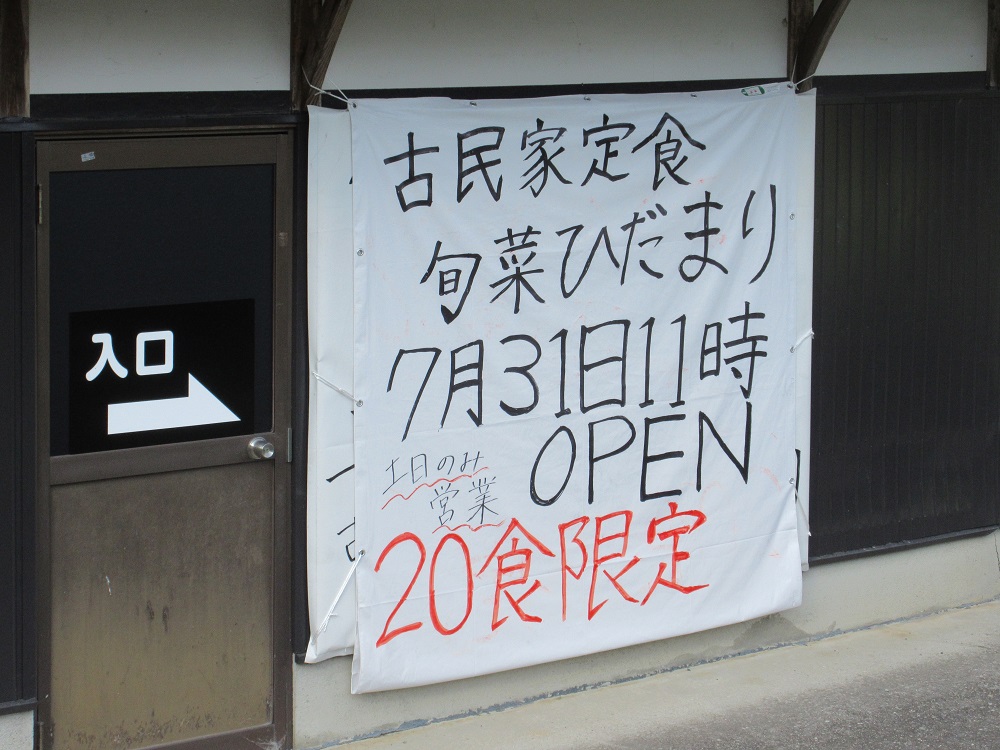 入口
古民家定食
旬菜ひだまり
7月31日11時
OPEN
土日のみ
営業
20食限定